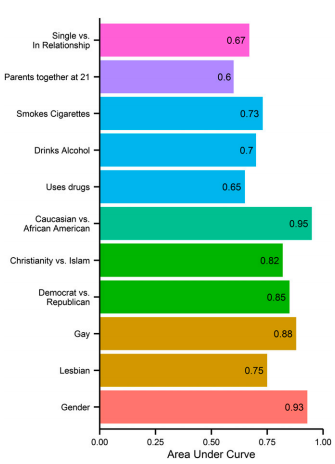 Single vs.
In Relationship
0.67
Parents together at 21
0.6
Smokes Cigarettes
0.73
Drinks Alcohol
0.7
Uses drugs
0.65
Caucasian vs.
African American
0.95
Christianity vs. Islam
0.82
Democrat vs.
Republican
0.85
Gay
0.88
Lesbian
0.75
Gender
0.93
0.00 0.25 0.50 0.75 1.00
Area Under Curve